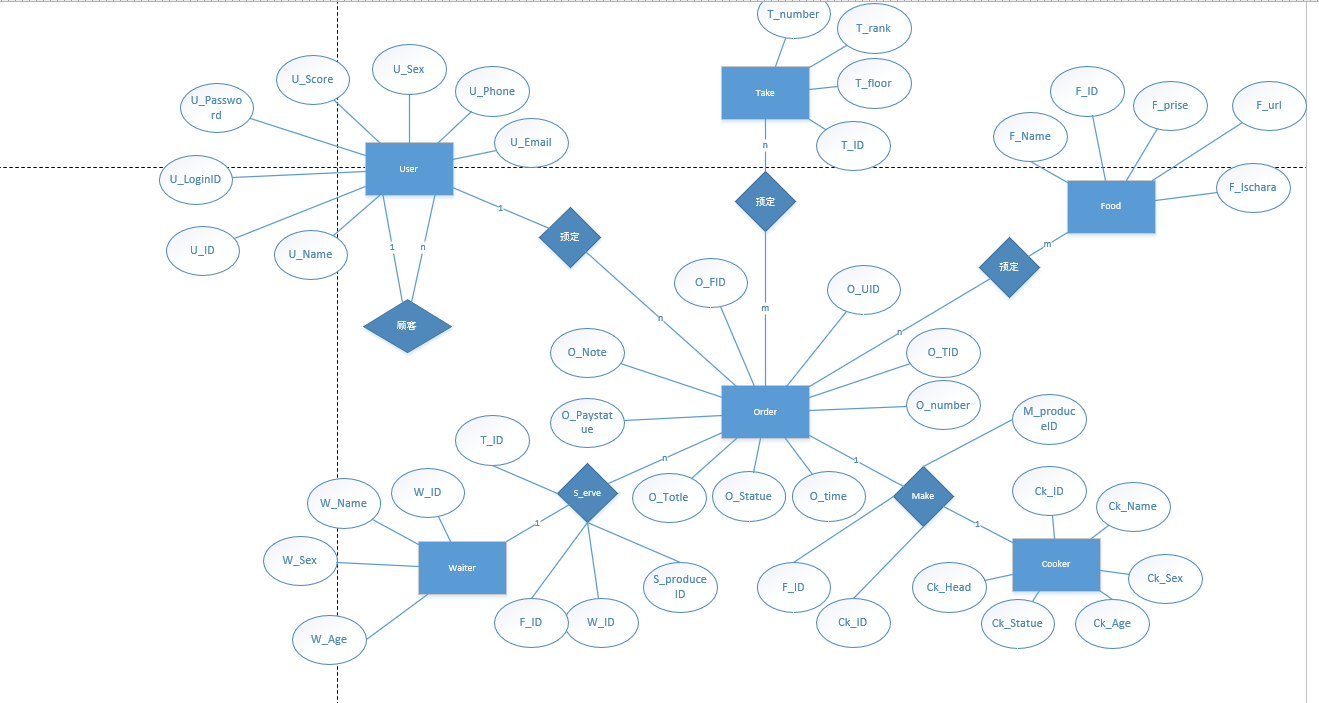 T_number
T_rank
U_Sex
U_Score
T_floor
U_Phone
F_ID
Take
U_Passwo
rd
F_prise
F_url
F_Name
U_Email
T_ID
n
User
U_LoginID
F_Ischara
预定
Food
1
预定
U_ID
1
n
m
U_Name
预定
O_FID
O_UID
m
n
顾客
n
O_Note
O_TID
O_number
Order
M_produc
eID
O_Paystat
ue
T_ID
n
1
W_ID
S_erve
O_Totle
O_Statue
O_time
Make
Ck_ID
W_Name
Ck_Name
1
1
W_Sex
Waiter
Cooker
S_produce
ID
F_ID
Ck_Head
Ck_Sex
F_ID
W_ID
Ck_ID
Ck_Statue
Ck_Age
W_Age